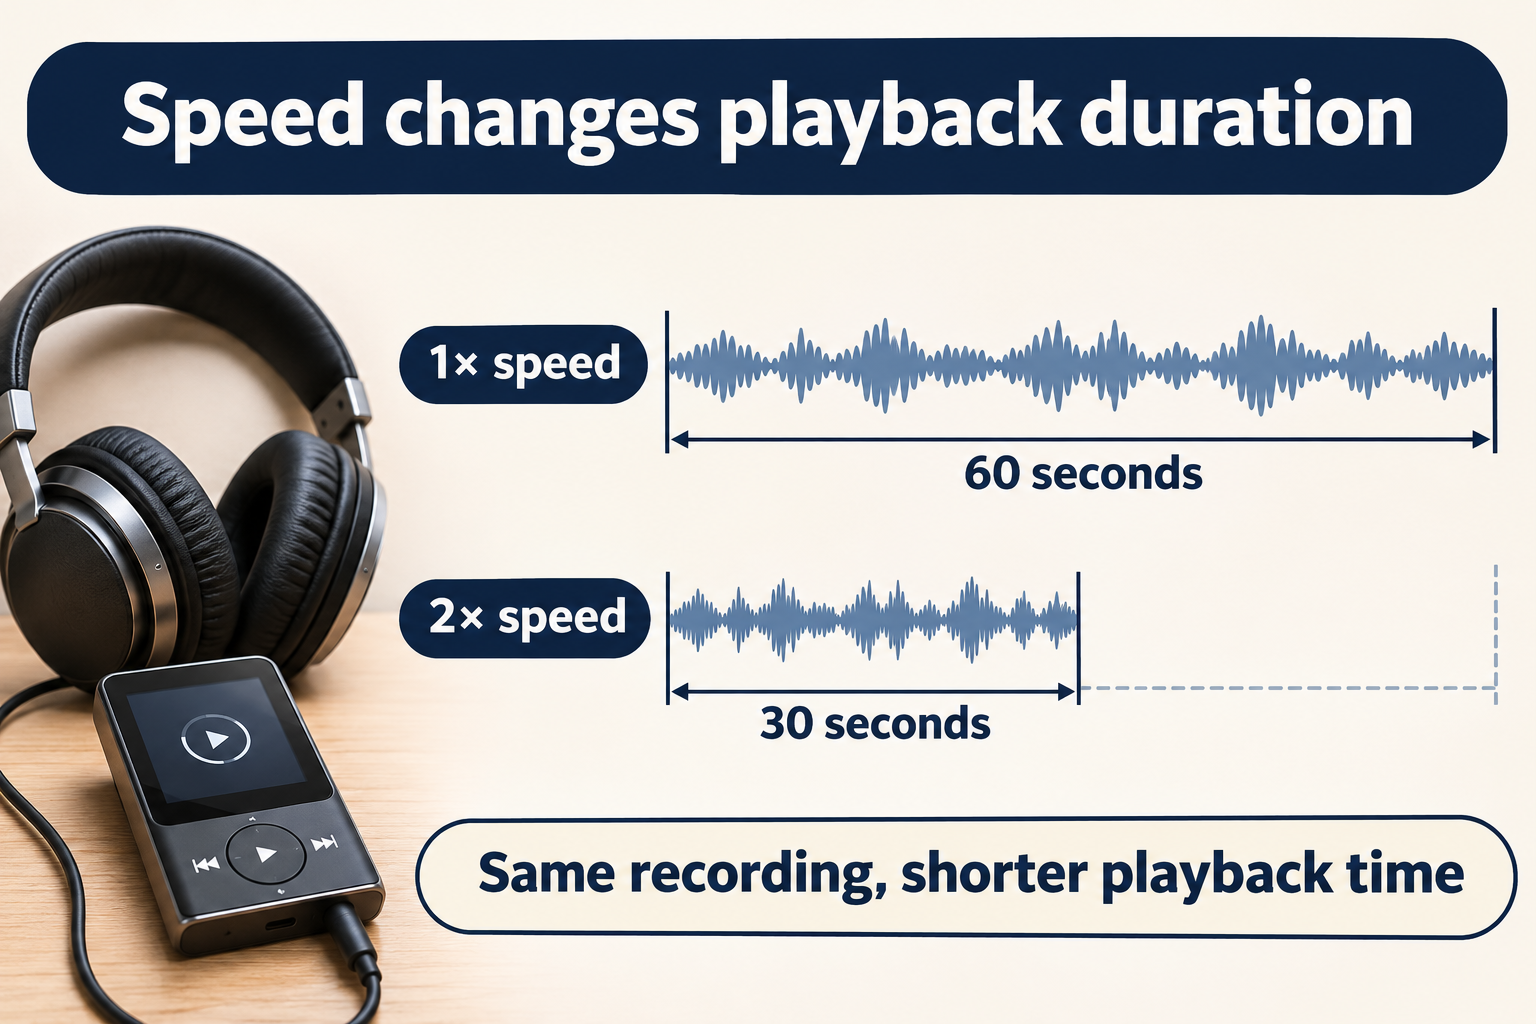 Speed changes playback duration
1× speed
60 seconds
2× speed
30 seconds
Same recording, shorter playback time